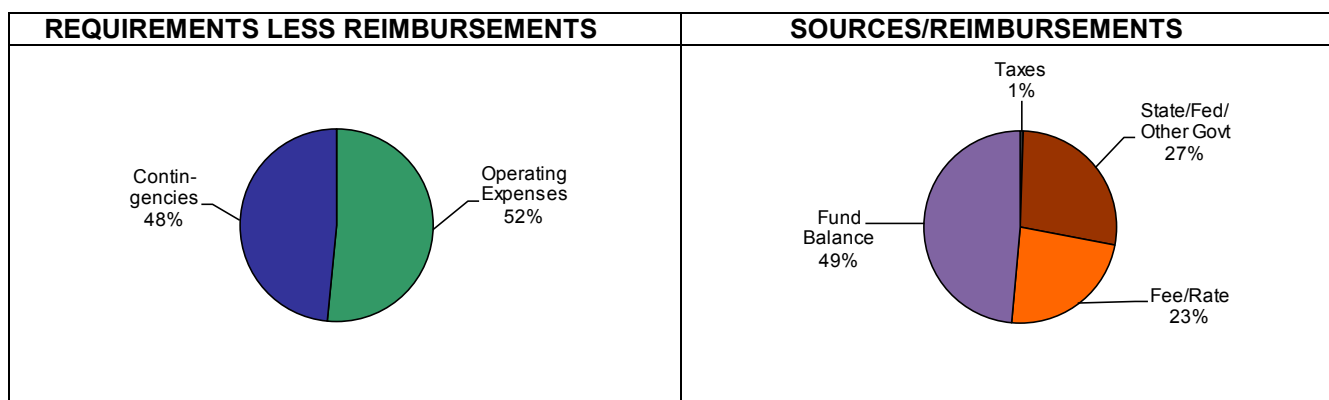 REQUIREMENTS LESS REIMBURSEMENTS
Contin-
gencies
48%
Operating
Expenses
52%
SOURCES/REIMBURSEMENTS
Taxes
1%
State/Fed/
Other Govt
27%
Fund
Balance
49%
Fee/Rate
23%